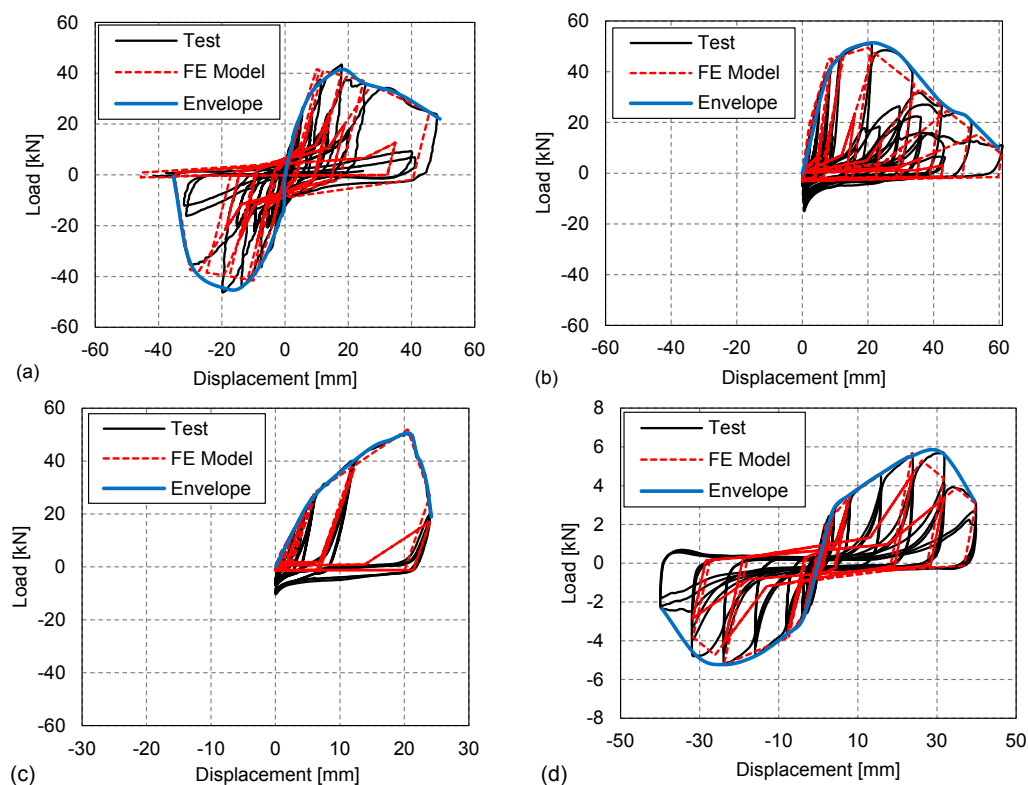 60
40
20
0
-20
-40
-60
-60 -40 -20 0 20 40 60
Load [kN]
Displacement [mm]
Test
FE Model
Envelope
(a)
60
40
20
0
-20
-40
-60
-60 -40 -20 0 20 40 60
Load [kN]
Displacement [mm]
Test
FE Model
Envelope
(b)
60
40
20
0
-20
-40
-60
-30 -20 -10 0 10 20 30
Load [kN]
Displacement [mm]
Test
FE Model
Envelope
(c)
8
6
4
2
0
-2
-4
-6
-8
-50 -30 -10 10 30 50
Load [kN]
Displacement [mm]
Test
FE Model
Envelope
(d)